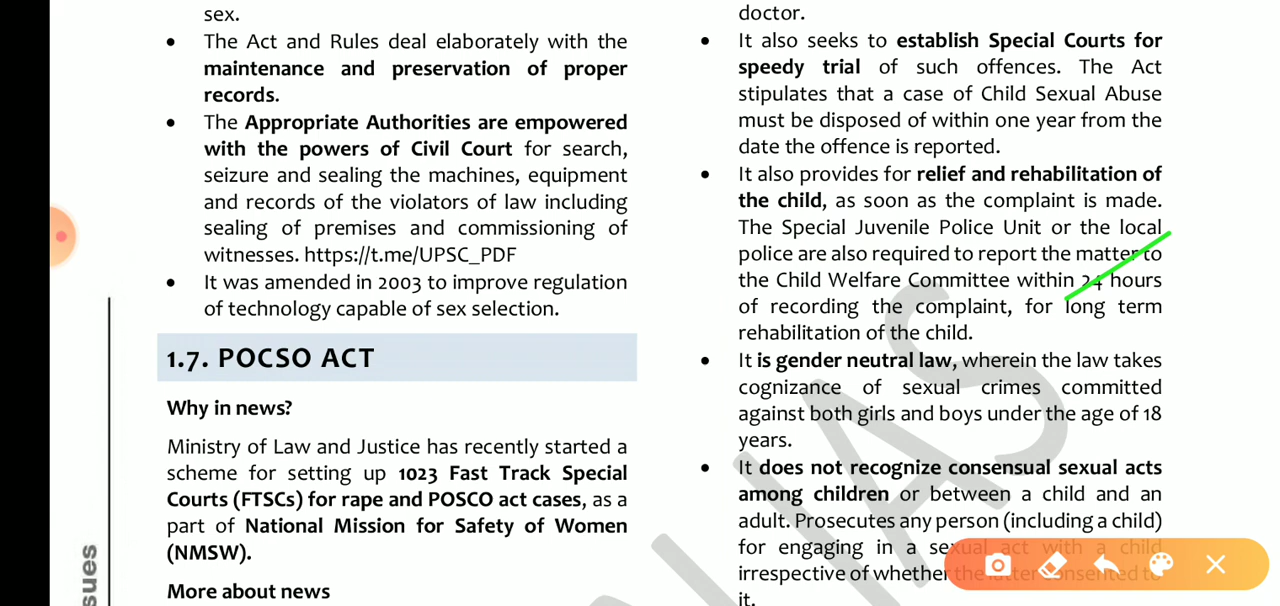 sex.
• The Act and Rules deal elaborately with the
maintenance and preservation of proper
records.
• The Appropriate Authorities are empowered
with the powers of Civil Court for search,
seizure and sealing the machines, equipment
and records of the violators of law including
sealing of premises and commissioning of
witnesses. https://t.me/UPSC_PDF
• It was amended in 2003 to improve regulation
of technology capable of sex selection.
1.7. POCSO ACT
Why in news?
Ministry of Law and Justice has recently started a
scheme for setting up 1023 Fast Track Special
Courts (FTSCs) for rape and POSCO act cases, as a
part of National Mission for Safety of Women
(NMSW).
More about news
doctor.
• It also seeks to establish Special Courts for
speedy trial of such offences. The Act
stipulates that a case of Child Sexual Abuse
must be disposed of within one year from the
date the offence is reported.
• It also provides for relief and rehabilitation of
the child, as soon as the complaint is made.
The Special Juvenile Police Unit or the local
police are also required to report the matter to
the Child Welfare Committee within 24 hours
of recording the complaint, for long term
rehabilitation of the child.
• It is gender neutral law, wherein the law takes
cognizance of sexual crimes committed
against both girls and boys under the age of 18
years.
• It does not recognize consensual sexual acts
among children or between a child and an
adult. Prosecutes any person (including a child)
for engaging in a sexual act with a child
irrespective of whether the latter consented to
it.
sues
IAS